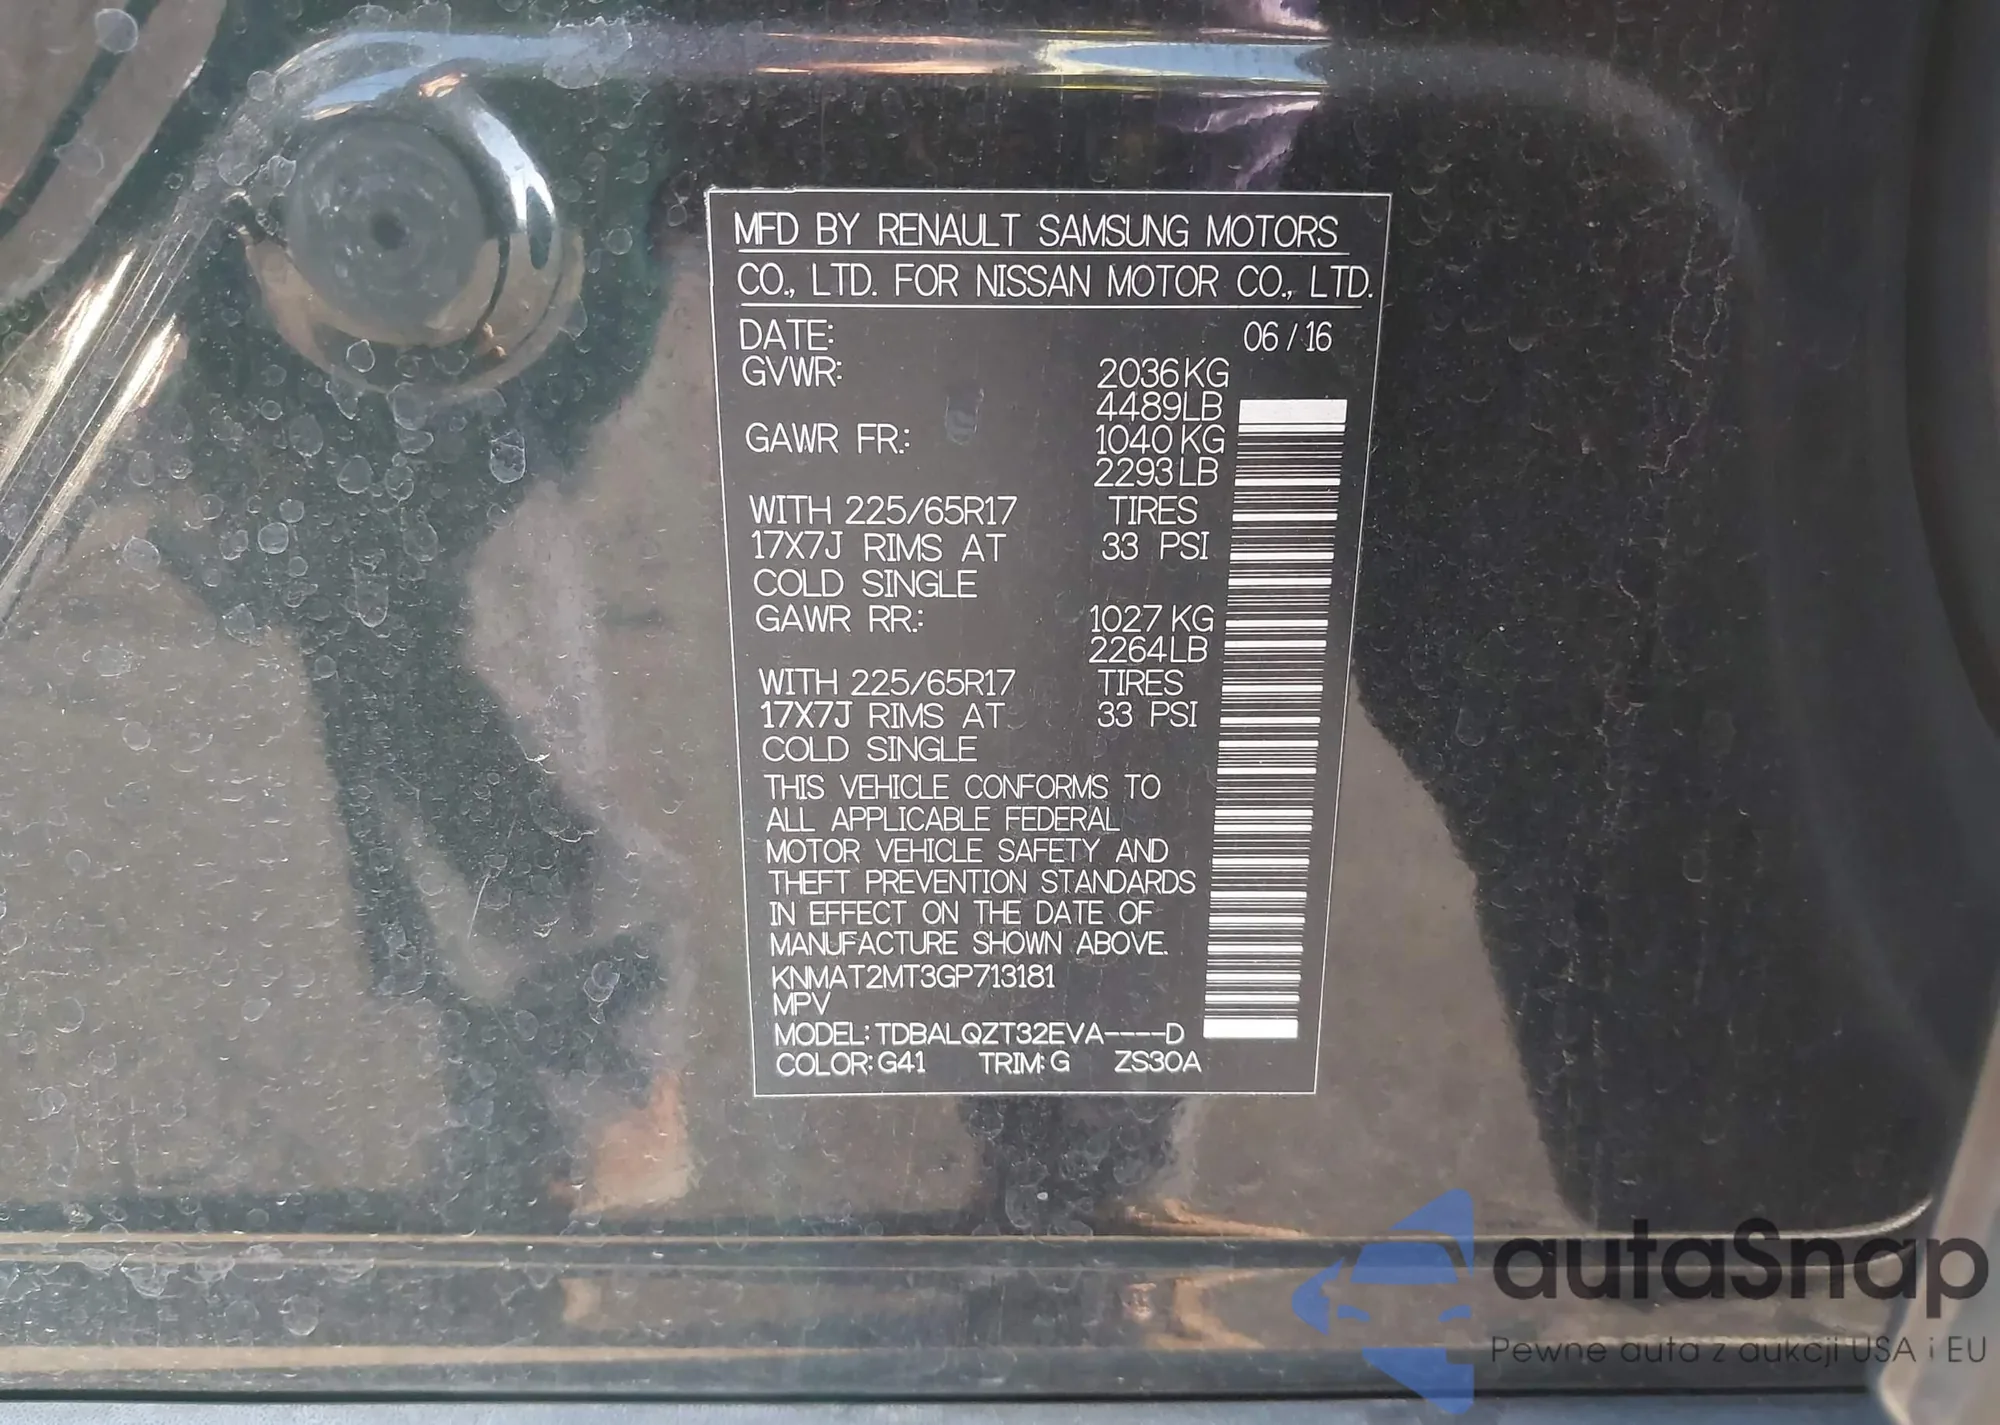 MFD BY RENAULT SAMSUNG MOTORS
CO., LTD. FOR NISSAN MOTOR CO., LTD.
DATE: 06 / 16
GVWR: 2036 KG
4489 LB
GAWR FR.: 1040 KG
2293 LB
WITH 225/65R17 TIRES
17X7J RIMS AT 33 PSI
COLD SINGLE
GAWR RR.: 1027 KG
2264 LB
WITH 225/65R17 TIRES
17X7J RIMS AT 33 PSI
COLD SINGLE
THIS VEHICLE CONFORMS TO
ALL APPLICABLE FEDERAL
MOTOR VEHICLE SAFETY AND
THEFT PREVENTION STANDARDS
IN EFFECT ON THE DATE OF
MANUFACTURE SHOWN ABOVE.
KNMAT2MT3GP713181
MPV
MODEL: TDBALQZT32EVA----D
COLOR: G41 TRIM: G ZS30A
autaSnap
Pewne auta z aukcji USA i EU